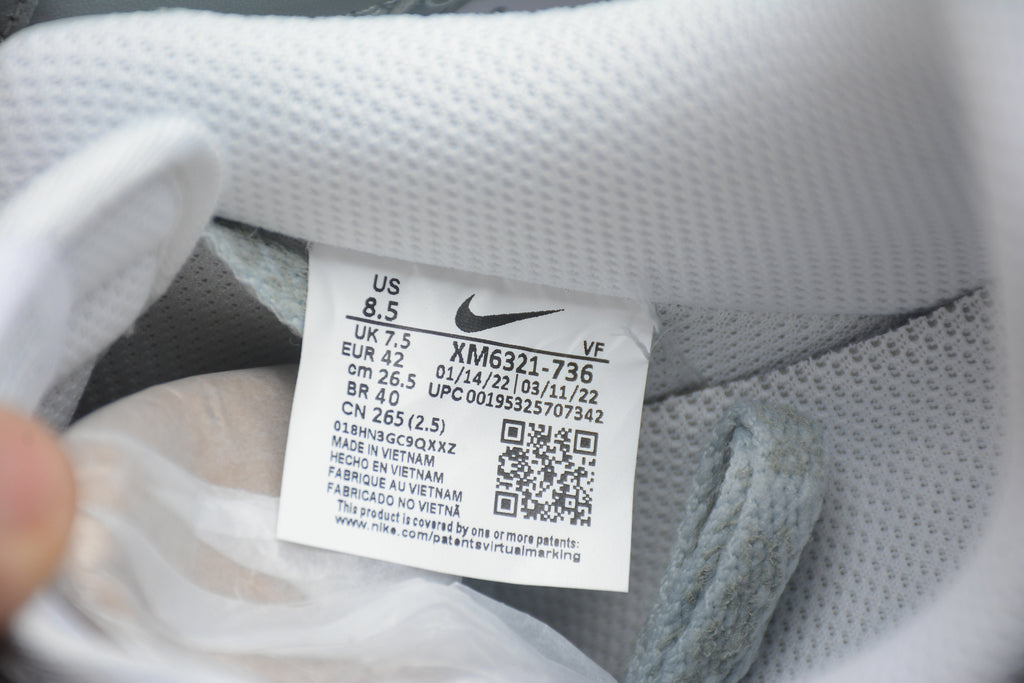 US
8.5
UK 7.5
EUR 42
cm 26.5
BR 40
CN 265 (2.5)
VF
XM6321-736
01/14/22 | 03/11/22
UPC 00195325707342
018HN3GC9QXXZ
MADE IN VIETNAM
HECHO EN VIETNAM
FABRIQUE AU VIETNAM
FABRICADO NO VIETNÃ
This product is covered by one or more patents:
www.nike.com/patentsvirtualmarking